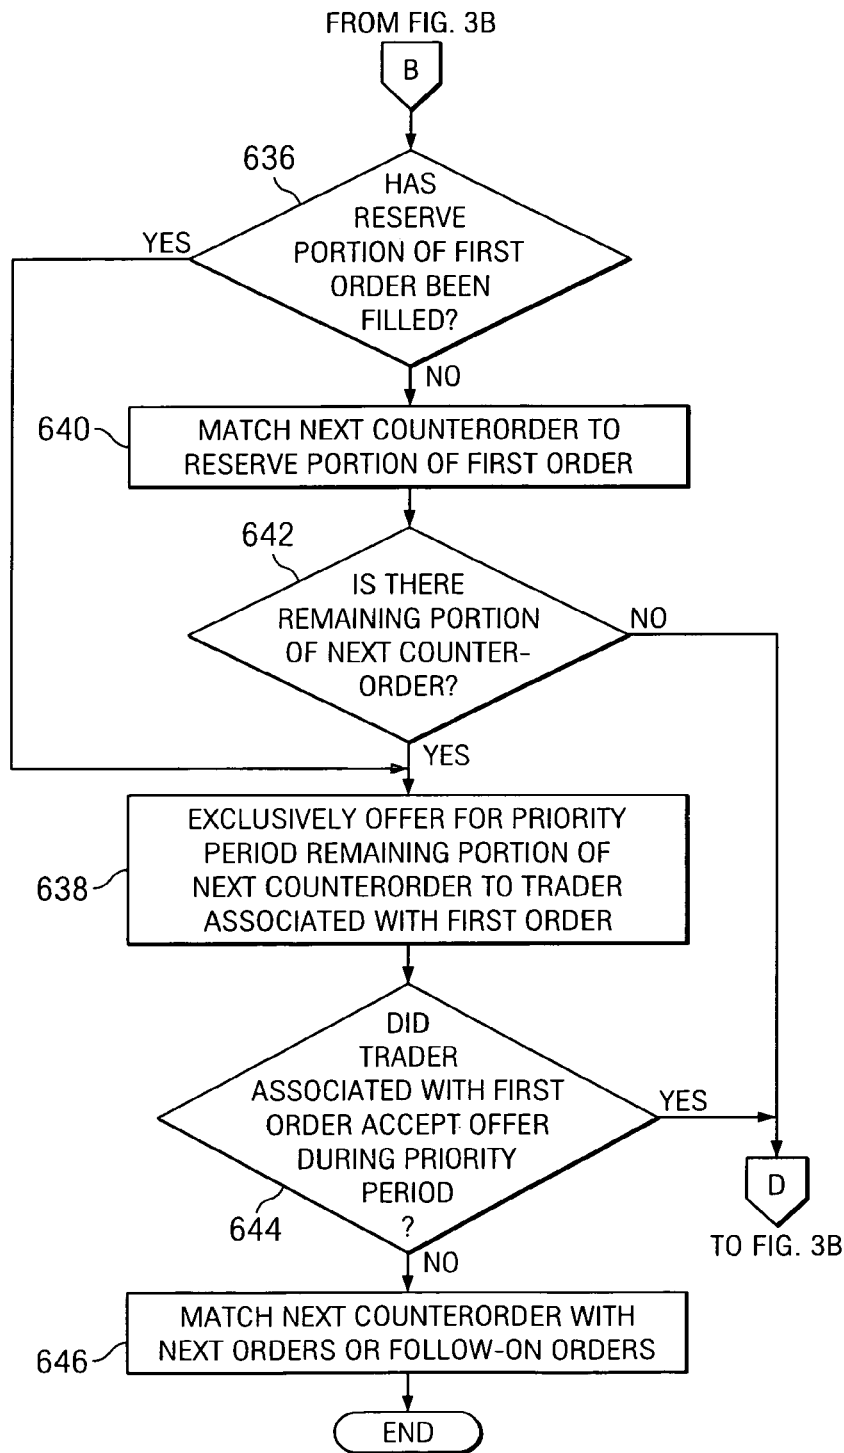 FROM FIG. 3B
B
636
HAS
RESERVE
PORTION OF FIRST
ORDER BEEN
FILLED?
YES
NO
640
MATCH NEXT COUNTERORDER TO
RESERVE PORTION OF FIRST ORDER
642
IS THERE
REMAINING PORTION
OF NEXT COUNTER-
ORDER?
NO
YES
638
EXCLUSIVELY OFFER FOR PRIORITY
PERIOD REMAINING PORTION OF
NEXT COUNTERORDER TO TRADER
ASSOCIATED WITH FIRST ORDER
DID
TRADER
ASSOCIATED WITH FIRST
ORDER ACCEPT OFFER
DURING PRIORITY
PERIOD
?
YES
644
D
TO FIG. 3B
NO
646
MATCH NEXT COUNTERORDER WITH
NEXT ORDERS OR FOLLOW-ON ORDERS
END